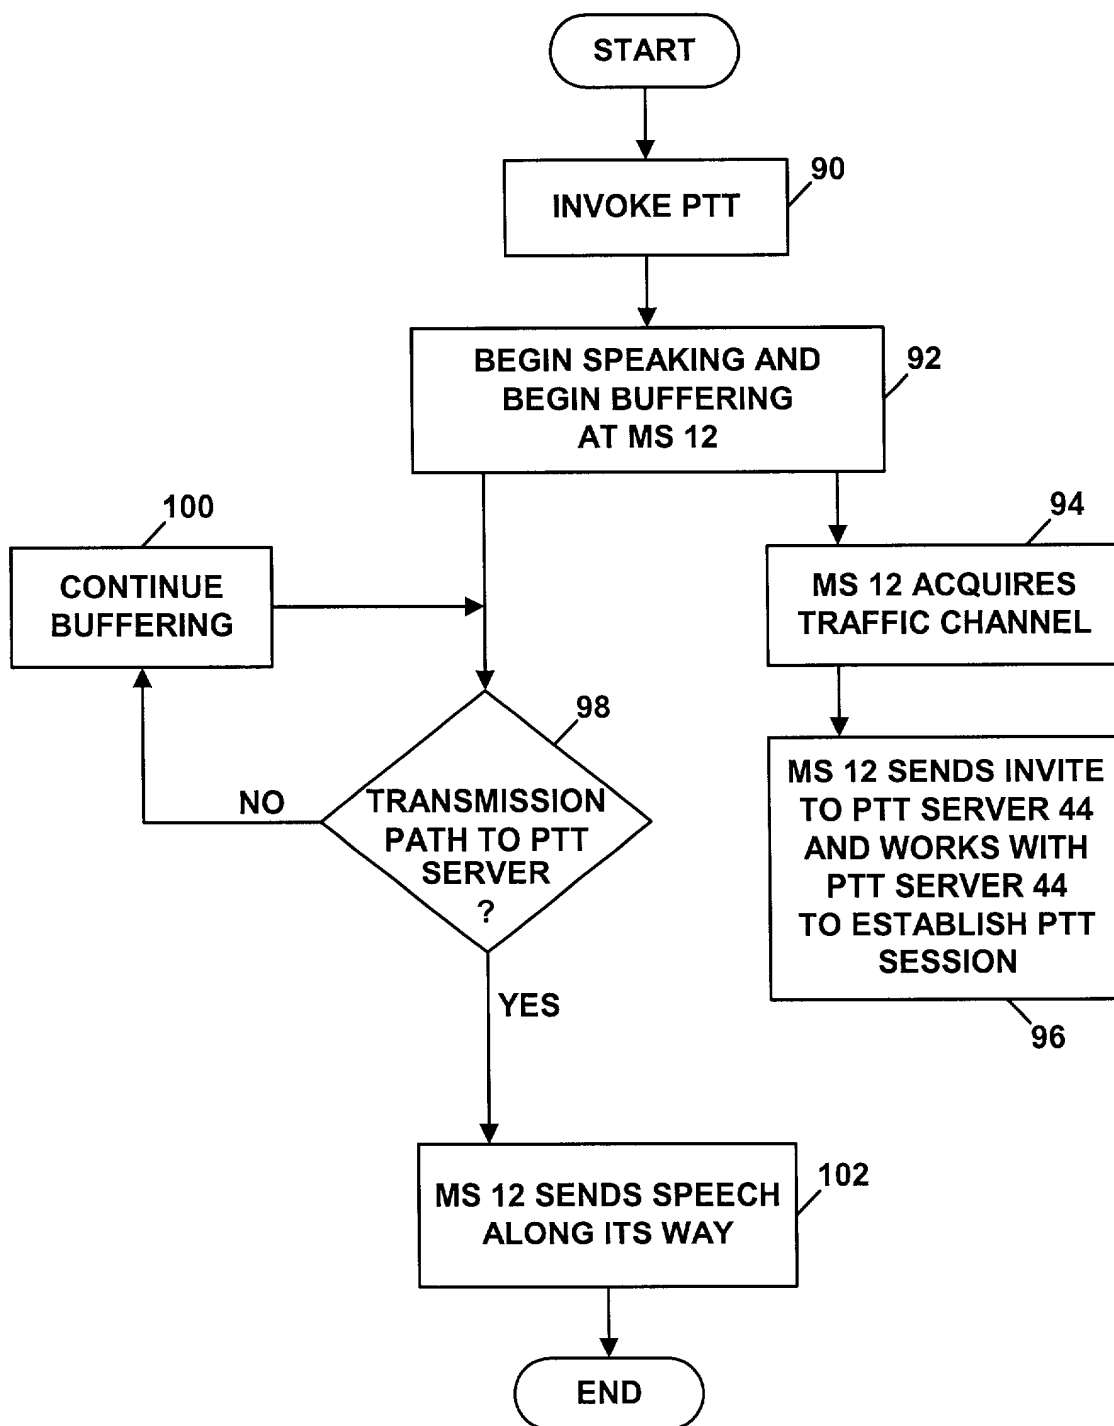 START
90
INVOKE PTT
92
BEGIN SPEAKING AND
BEGIN BUFFERING
AT MS 12
100
CONTINUE
BUFFERING
94
MS 12 ACQUIRES
TRAFFIC CHANNEL
98
NO
TRANSMISSION
PATH TO PTT
SERVER
?
MS 12 SENDS INVITE
TO PTT SERVER 44
AND WORKS WITH
PTT SERVER 44
TO ESTABLISH PTT
SESSION
96
YES
102
MS 12 SENDS SPEECH
ALONG ITS WAY
END